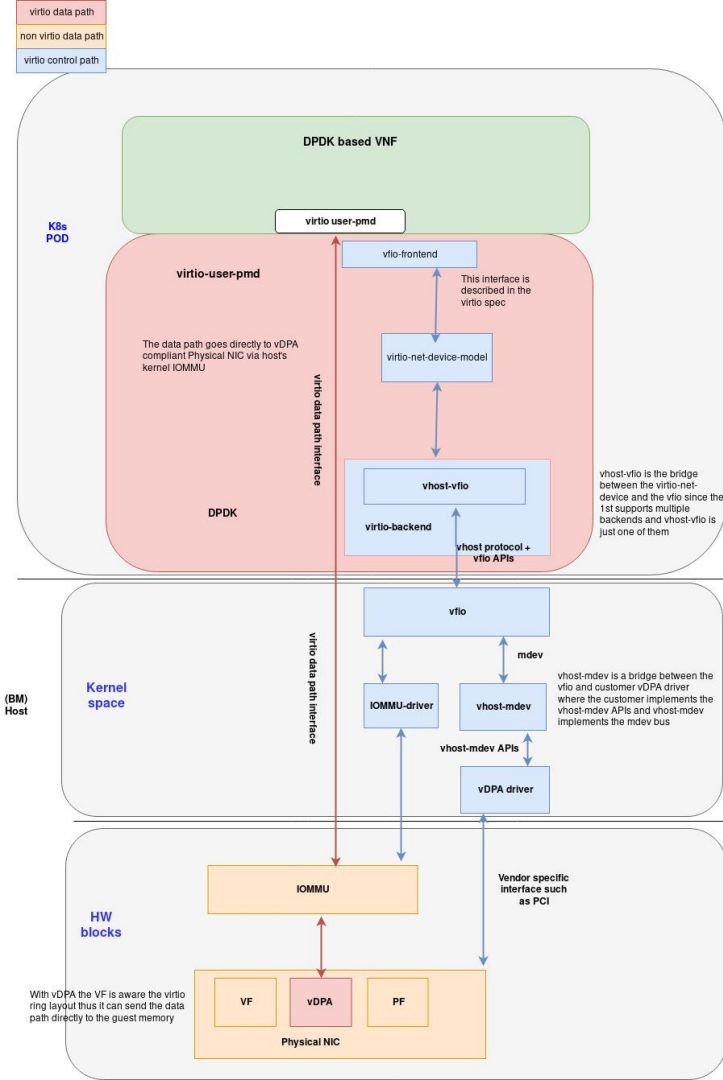 virtio data path
non virtio data path
virtio control path
DPDK based VNF
virtio user-pmd
K8s
POD
vfio-frontend
virtio-user-pmd
This interface is
described in the
virtio spec
The data path goes directly to vDPA
compliant Physical NIC via host's
kernel IOMMU
virtio-net-device-model
virtio data path interface
vhost-vfio
vhost-vfio is the bridge
between the virtio-net-
device and the vfio since the
1st supports multiple
backends and vhost-vfio is
just one of them
DPDK
virtio-backend
vhost protocol +
vfio APIs
vfio
virtio data path interface
mdev
(BM)
Host
Kernel
space
IOMMU-driver
vhost-mdev
vhost-mdev is a bridge between the
vfio and customer vDPA driver
where the customer implements the
vhost-mdev APIs and vhost-mdev
implements the mdev bus
vhost-mdev APIs
vDPA driver
IOMMU
Vendor specific
interface such
as PCI
HW
blocks
With vDPA the VF is aware the virtio
ring layout thus it can send the data
path directly to the guest memory
VF
vDPA
PF
Physical NIC